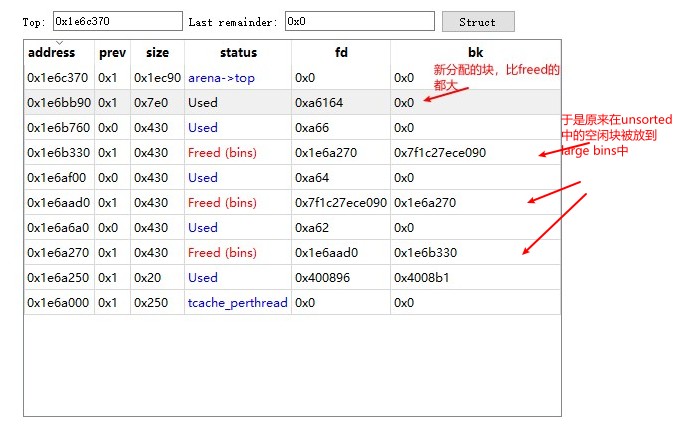 Top: 0x1e6c370 Last remainder: 0x0 Struct
address prev size status fd bk
0x1e6c370 0x1 0x1ec90 arena->top 0x0 0x0
0x1e6bb90 0x1 0x7e0 Used 0xa6164 0x0
0x1e6b760 0x0 0x430 Used 0xa66 0x0
0x1e6b330 0x1 0x430 Freed (bins) 0x1e6a270 0x7f1c27ece090
0x1e6af00 0x0 0x430 Used 0xa64 0x0
0x1e6aad0 0x1 0x430 Freed (bins) 0x7f1c27ece090 0x1e6a270
0x1e6a6a0 0x0 0x430 Used 0xa62 0x0
0x1e6a270 0x1 0x430 Freed (bins) 0x1e6aad0 0x1e6b330
0x1e6a250 0x1 0x20 Used 0x400896 0x4008b1
0x1e6a000 0x1 0x250 tcache_perthread 0x0 0x0
新分配的块，比freed的
都大
于是原来在unsorted
中的空闲块被放到
large bins中